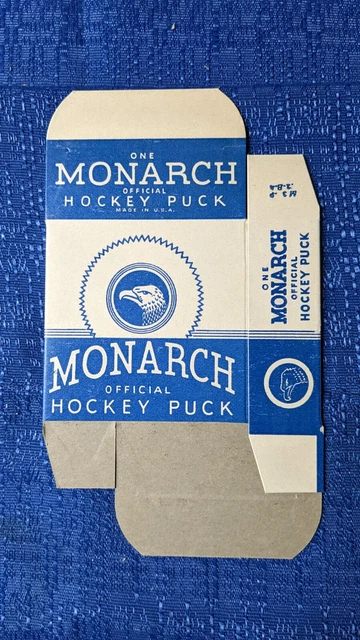 ONE
MONARCH
OFFICIAL
HOCKEY PUCK
MADE IN U.S.A.
MONARCH
OFFICIAL
HOCKEY PUCK
ONE
MONARCH
OFFICIAL
HOCKEY PUCK